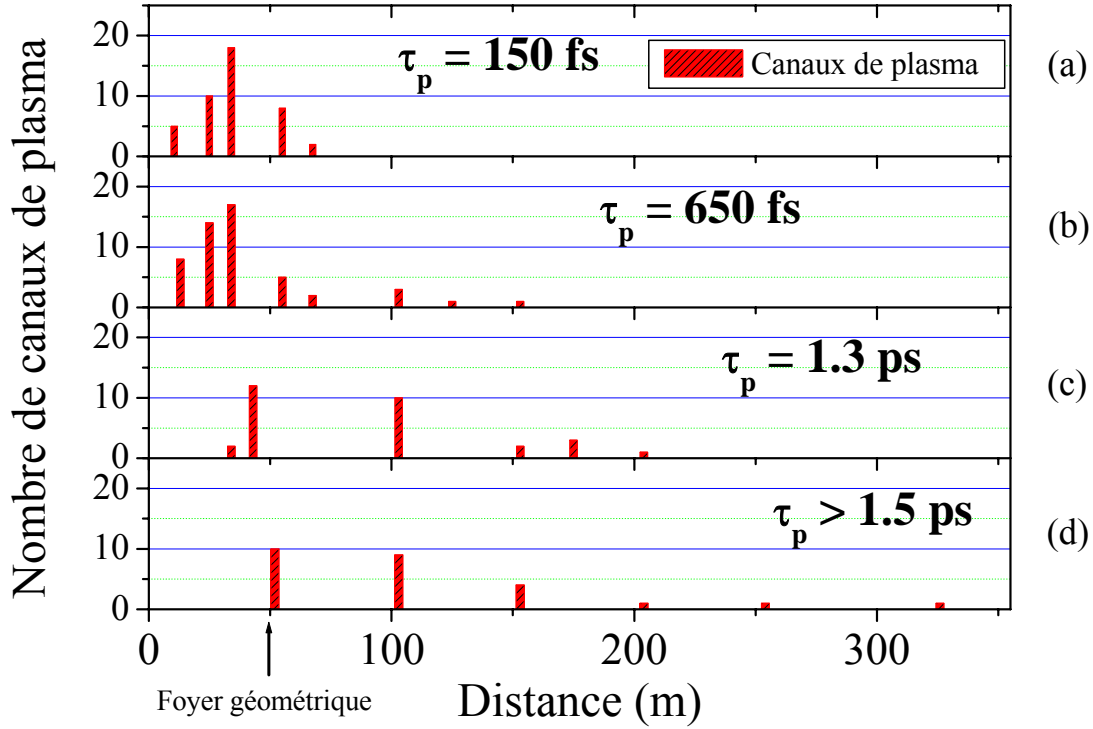 Nombre de canaux de plasma
20
10
0
τp = 150 fs
Canaux de plasma
(a)
20
10
0
τp = 650 fs
(b)
20
10
0
τp = 1.3 ps
(c)
20
10
0
τp > 1.5 ps
(d)
0 100 200 300
Foyer géométrique
Distance (m)